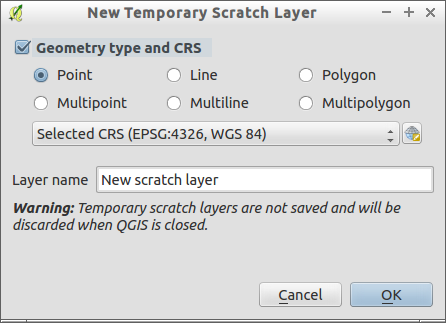 New Temporary Scratch Layer
Geometry type and CRS
Point Line Polygon
Multipoint Multiline Multipolygon
Selected CRS (EPSG:4326, WGS 84)
Layer name New scratch layer
Warning: Temporary scratch layers are not saved and will be
discarded when QGIS is closed.
Cancel OK